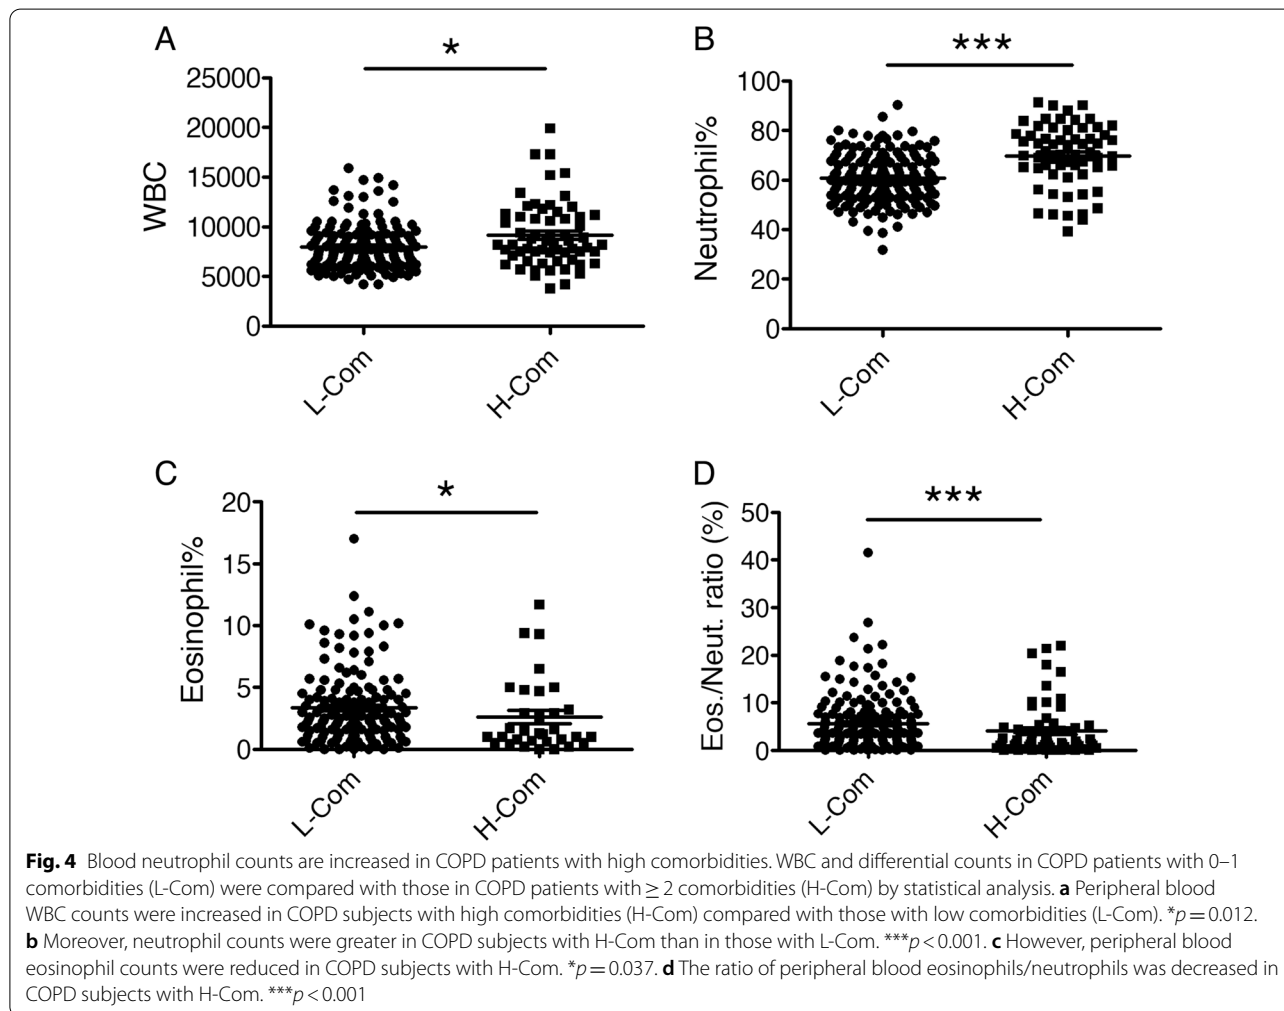 A
*
25000
20000
15000
10000
5000
0
WBC
L-Com
H-Com
B
***
100
80
60
40
20
0
Neutrophil%
L-Com
H-Com
C
*
20
15
10
5
0
Eosinophil%
L-Com
H-Com
D
***
50
40
30
20
10
0
Eos./Neut. ratio (%)
L-Com
H-Com
Fig. 4 Blood neutrophil counts are increased in COPD patients with high comorbidities. WBC and differential counts in COPD patients with 0–1
comorbidities (L-Com) were compared with those in COPD patients with ≥ 2 comorbidities (H-Com) by statistical analysis. a Peripheral blood
WBC counts were increased in COPD subjects with high comorbidities (H-Com) compared with those with low comorbidities (L-Com). *p = 0.012.
b Moreover, neutrophil counts were greater in COPD subjects with H-Com than in those with L-Com. ***p < 0.001. c However, peripheral blood
eosinophil counts were reduced in COPD subjects with H-Com. *p = 0.037. d The ratio of peripheral blood eosinophils/neutrophils was decreased in
COPD subjects with H-Com. ***p < 0.001